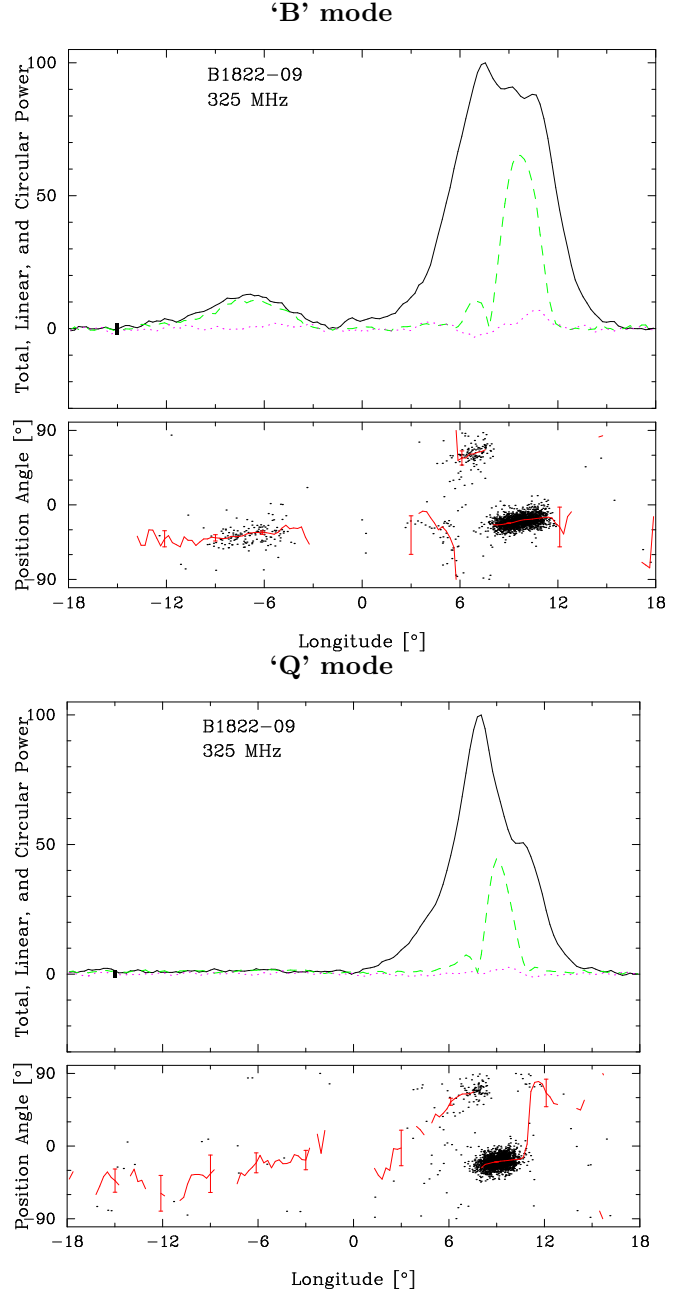 ‘B’ mode
Total, Linear, and Circular Power
100
50
0
B1822−09
325 MHz
Position Angle [°]
90
0
−90
−18 −12 −6 0 6 12 18
Longitude [°]
‘Q’ mode
Total, Linear, and Circular Power
100
50
0
B1822−09
325 MHz
Position Angle [°]
90
0
−90
−18 −12 −6 0 6 12 18
Longitude [°]